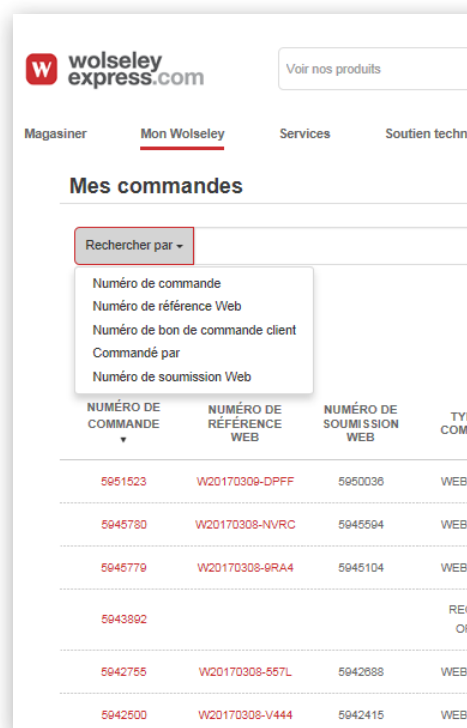 wolseley
express.com
Voir nos produits
Magasiner Mon Wolseley Services Soutien techn
Mes commandes
Rechercher par
Numéro de commande
Numéro de référence Web
Numéro de bon de commande client
Commandé par
Numéro de soumission Web
NUMÉRO DE COMMANDE NUMÉRO DE RÉFÉRENCE WEB NUMÉRO DE SOUMISSION WEB
5951523 W20170309-DPFF 5950036 WEB
5945780 W20170308-NVRC 5945594 WEB
5945779 W20170308-9RA4 5945104 WEB
5943892
5942755 W20170308-557L 5942688 WEB
5942500 W20170308-V444 5942415 WEB